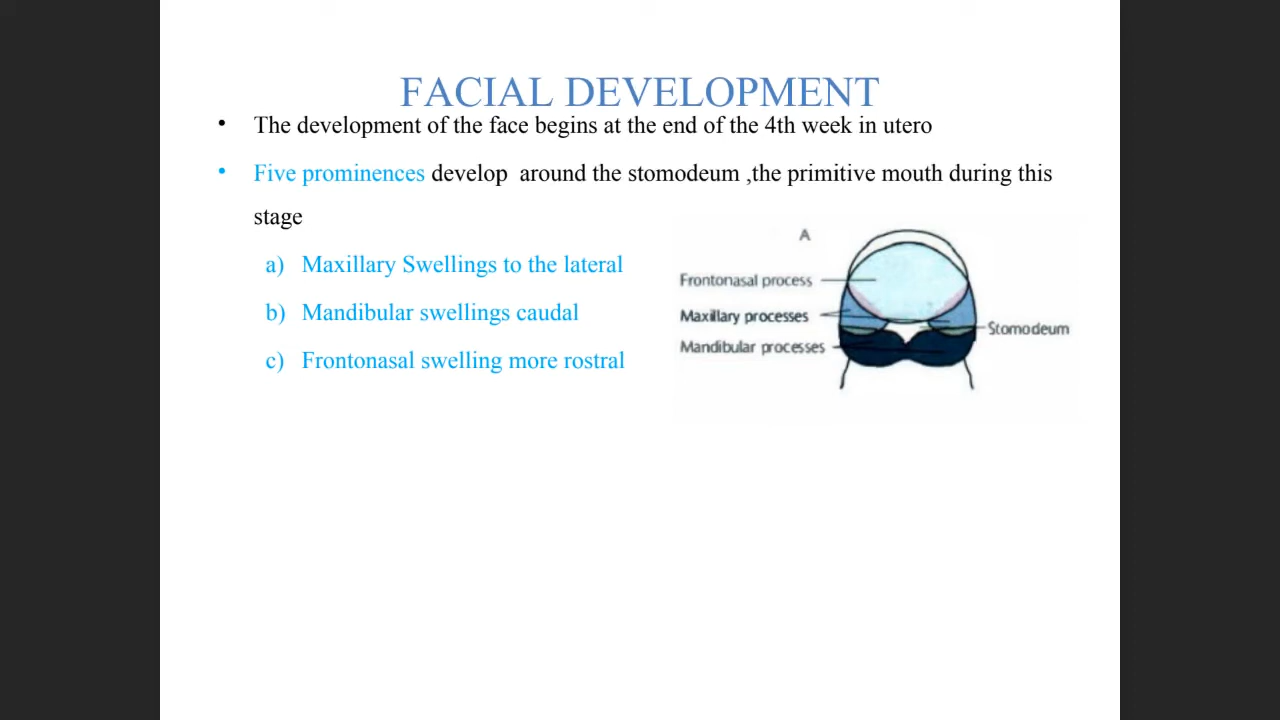 FACIAL DEVELOPMENT
• The development of the face begins at the end of the 4th week in utero
• Five prominences develop around the stomodeum ,the primitive mouth during this
stage
a) Maxillary Swellings to the lateral
b) Mandibular swellings caudal
c) Frontonasal swelling more rostral
A
Frontonasal process
Maxillary processes
Stomodeum
Mandibular processes